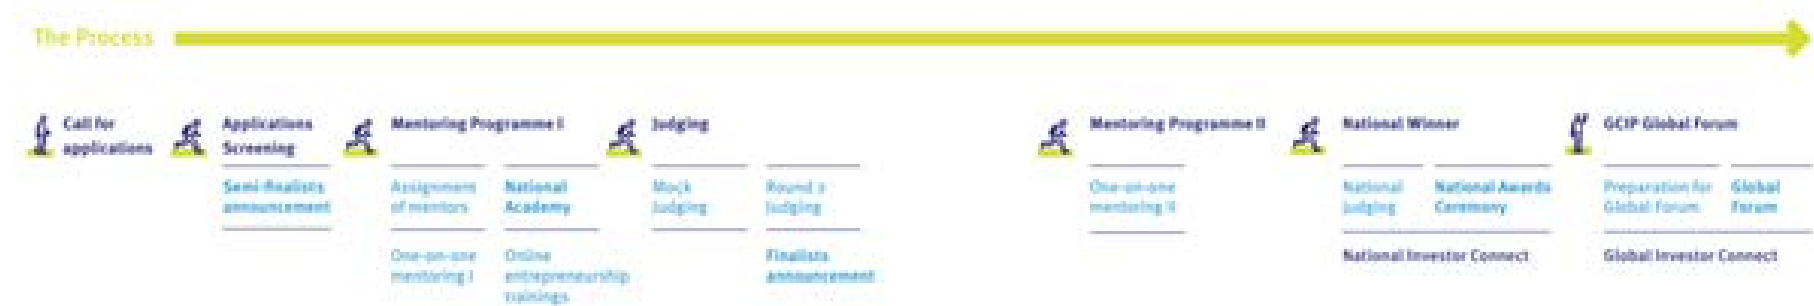 The Process
Call for
applications
Applications
Screening
Semi-finalists
announcement
Mentoring Programme I
Assignment
of mentors
One-on-one
mentoring I
National
Academy
Online
entrepreneurship
trainings
Judging
Mock
Judging
Round 2
Judging
Finalists
announcement
Mentoring Programme II
One-on-one
mentoring II
National Winner
National
Judging
National Awards
Ceremony
National Investor Connect
GCIP Global Forum
Preparation for
Global Forum
Global
Forum
Global Investor Connect